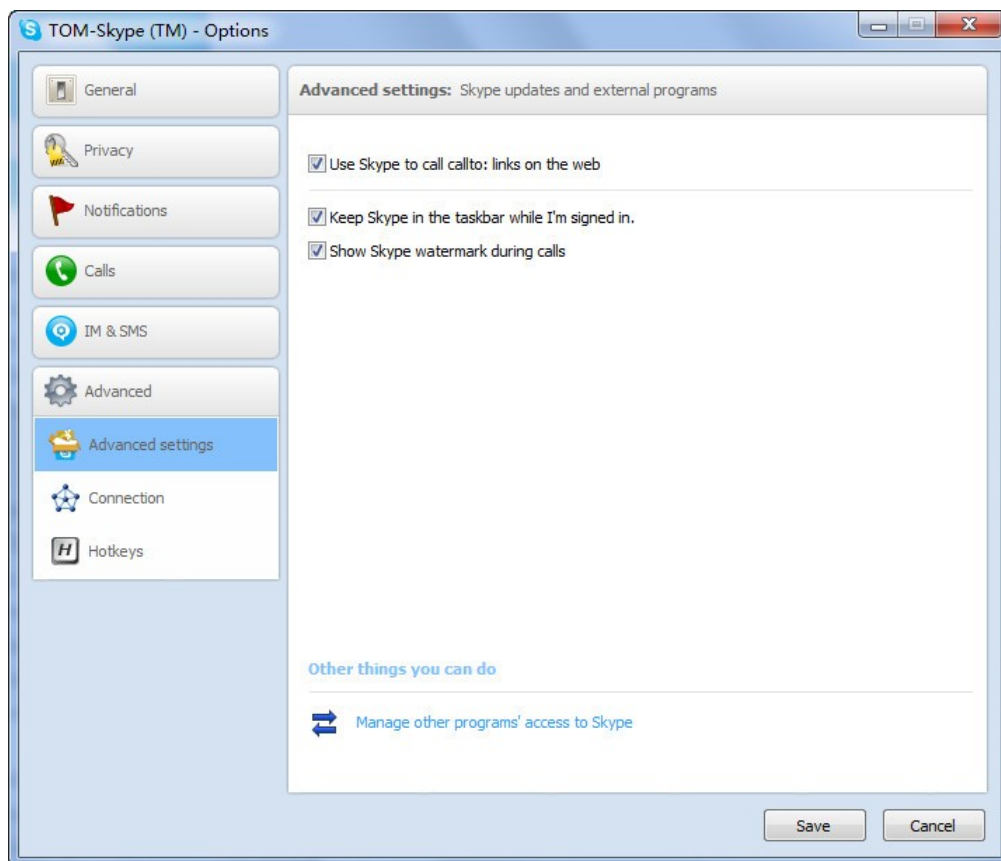 TOM-Skype (TM) - Options
General
Privacy
Notifications
Calls
IM & SMS
Advanced
Advanced settings
Connection
H Hotkeys
Advanced settings: Skype updates and external programs
Use Skype to call callto: links on the web
Keep Skype in the taskbar while I'm signed in.
Show Skype watermark during calls
Other things you can do
Manage other programs' access to Skype
Save Cancel